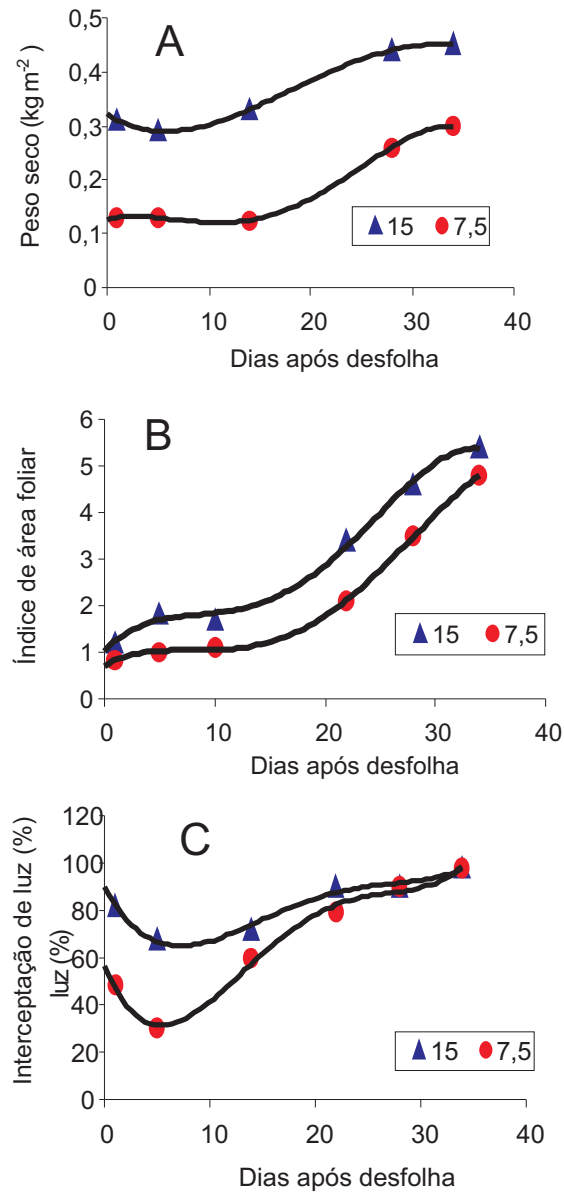 A
Peso seco (kg m-2)
0,5
0,4
0,3
0,2
0,1
0
15 7,5
0 10 20 30 40
Dias após desfolha
B
Índice de área foliar
6
5
4
3
2
1
0
15 7,5
0 10 20 30 40
Dias após desfolha
C
Interceptação de luz (%)
luz (%)
120
100
80
60
40
20
0
15 7,5
0 10 20 30 40
Dias após desfolha